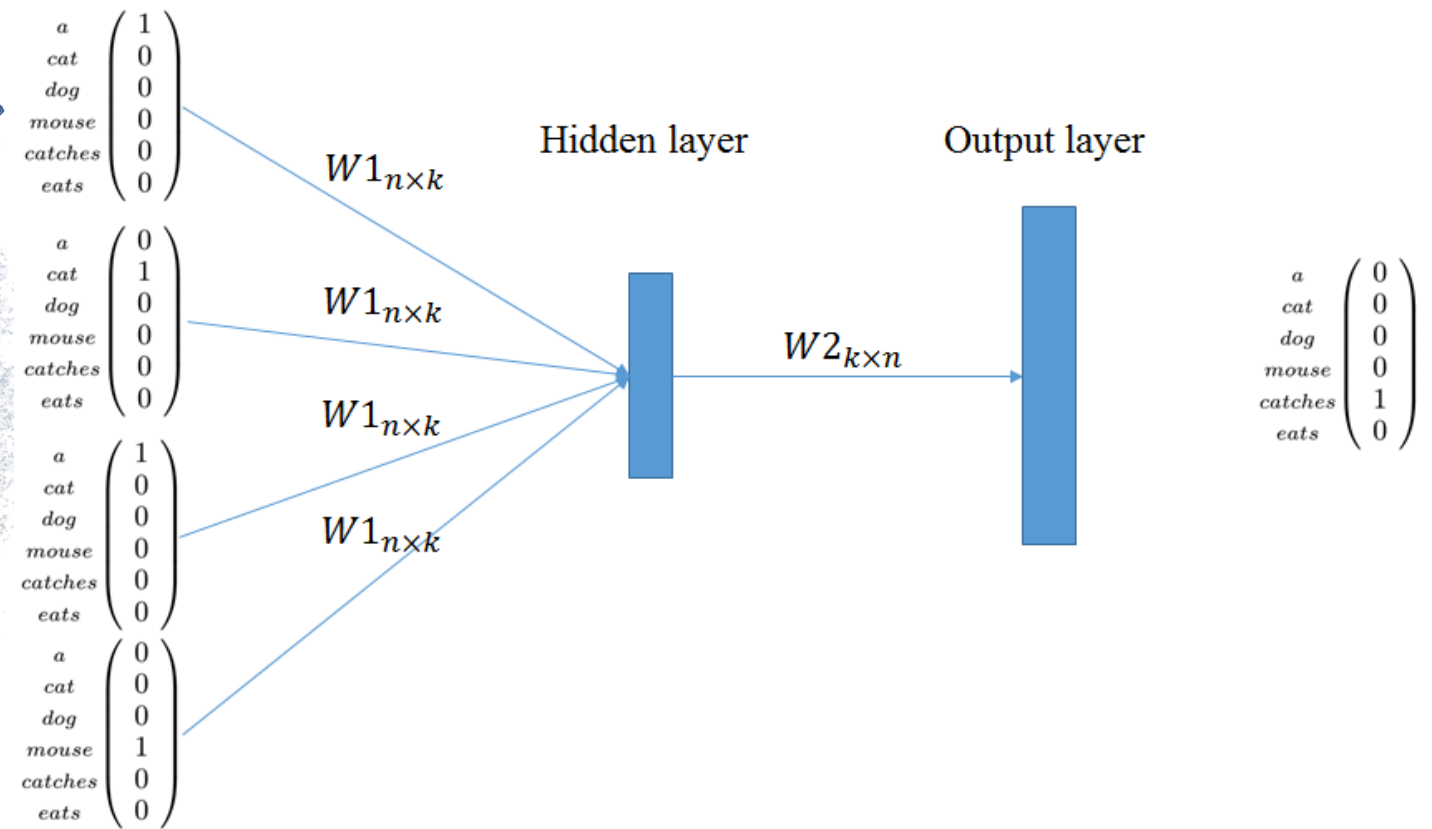 a 1
cat 0
dog 0
mouse 0
catches 0
eats 0
a 0
cat 1
dog 0
mouse 0
catches 0
eats 0
a 1
cat 0
dog 0
mouse 0
catches 0
eats 0
a 0
cat 0
dog 0
mouse 1
catches 0
eats 0
W1n×k
W1n×k
W1n×k
W1n×k
Hidden layer
W2k×n
Output layer
a 0
cat 0
dog 0
mouse 0
catches 1
eats 0